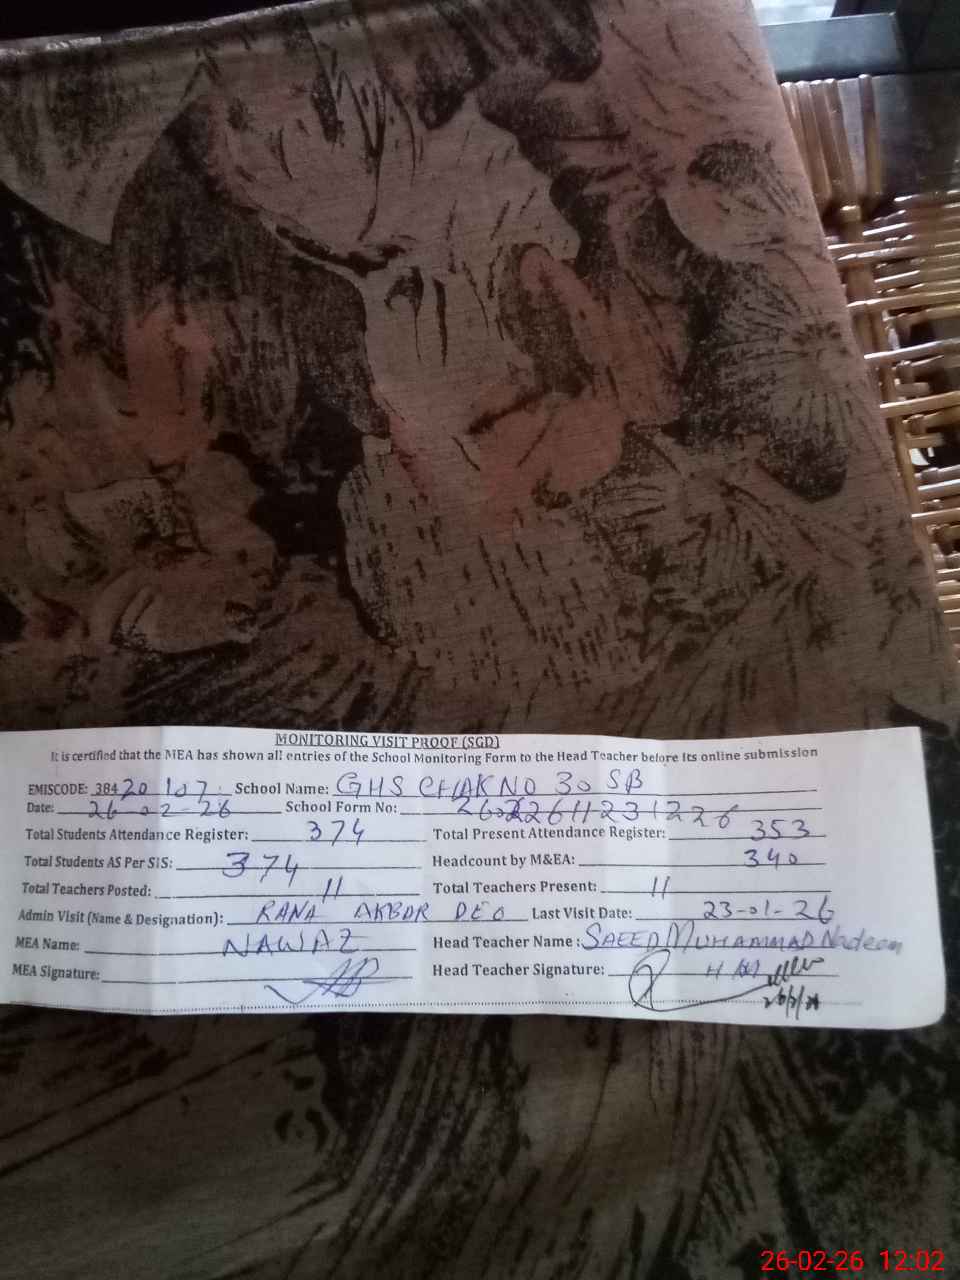 MONITORING VISIT PROOF (SGD)
It is certified that the MEA has shown all entries of the School Monitoring Form to the Head Teacher before its online submission
EMISCODE: 38420107 School Name: GHS CHAK NO 30 SB
Date: 26-02-26 School Form No:
Total Students Attendance Register: 374 Total Present Attendance Register: 353
Total Students AS Per SIS: 374 Headcount by M&EA: 340
Total Teachers Posted: 11 Total Teachers Present: 11
Admin Visit (Name & Designation): RANA AKBAR DEO Last Visit Date: 23-01-26
MEA Name: NAWAZ Head Teacher Name: SAEED MUHAMMAD Nadeem
MEA Signature: Head Teacher Signature:
26-02-26 12:02